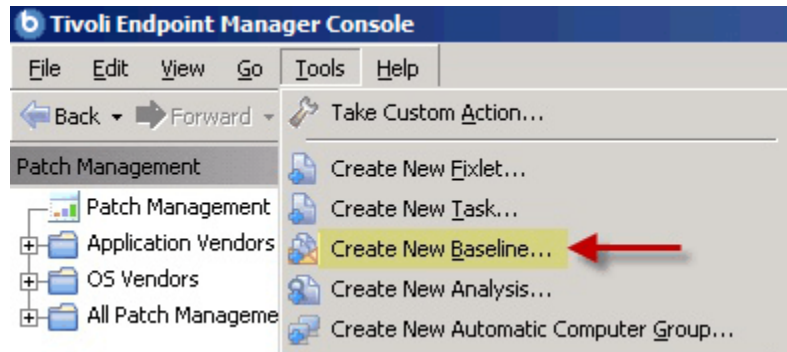 Tivoli Endpoint Manager Console
File Edit View Go Tools Help
Back Forward
Take Custom Action...
Patch Management
Create New Fixlet...
Patch Management
Create New Task...
Application Vendors
Create New Baseline...
OS Vendors
Create New Analysis...
All Patch Manageme
Create New Automatic Computer Group...